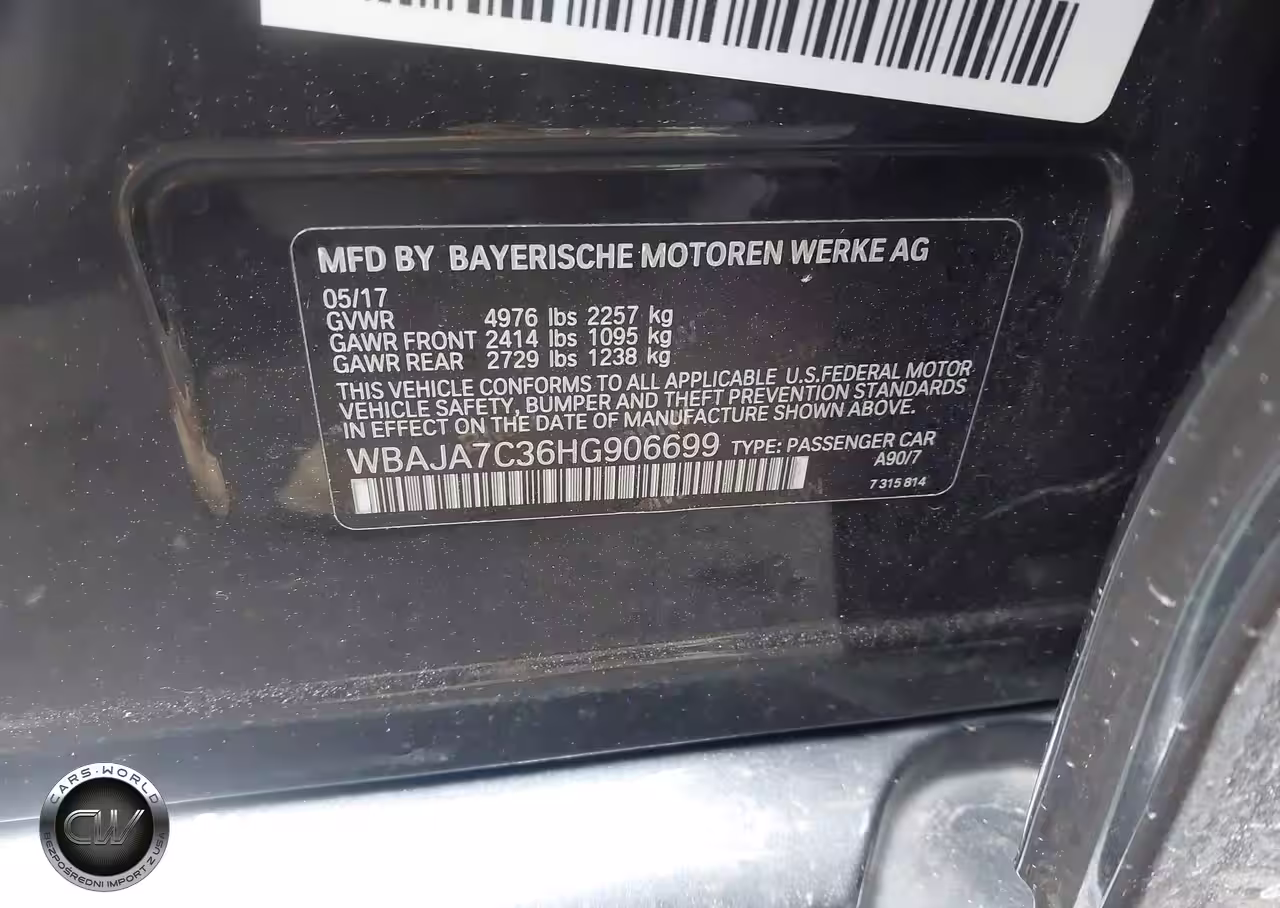 MFD BY BAYERISCHE MOTOREN WERKE AG
05/17
GVWR 4976 lbs 2257 kg
GAWR FRONT 2414 lbs 1095 kg
GAWR REAR 2729 lbs 1238 kg
THIS VEHICLE CONFORMS TO ALL APPLICABLE U.S.FEDERAL MOTOR
VEHICLE SAFETY, BUMPER AND THEFT PREVENTION STANDARDS
IN EFFECT ON THE DATE OF MANUFACTURE SHOWN ABOVE.
WBAJA7C36HG906699 TYPE: PASSENGER CAR
A90/7
7 315 814
CARS·WORLD
CW
BEZPOŚREDNI IMPORT Z USA